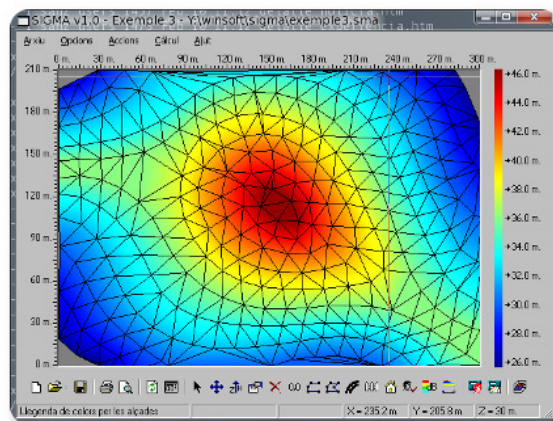 SIGMA v1.0 - Exemple 3 - Y:\winsoft\sigma\exemple3.sma
Arxiu Opcions Accions Càlcul Ajut
0 m. 30 m. 60 m. 90 m. 120 m. 150 m. 180 m. 210 m. 240 m. 270 m. 300 m.
210 m.
180 m.
150 m.
120 m.
90 m.
60 m.
30 m.
0 m.
+46.0 m.
+44.0 m.
+42.0 m.
+40.0 m.
+38.0 m.
+36.0 m.
+34.0 m.
+32.0 m.
+30.0 m.
+28.0 m.
+26.0 m.
Llegenda de colors per les alçades X = 235.2 m Y = 205.8 m Z = 30 m.